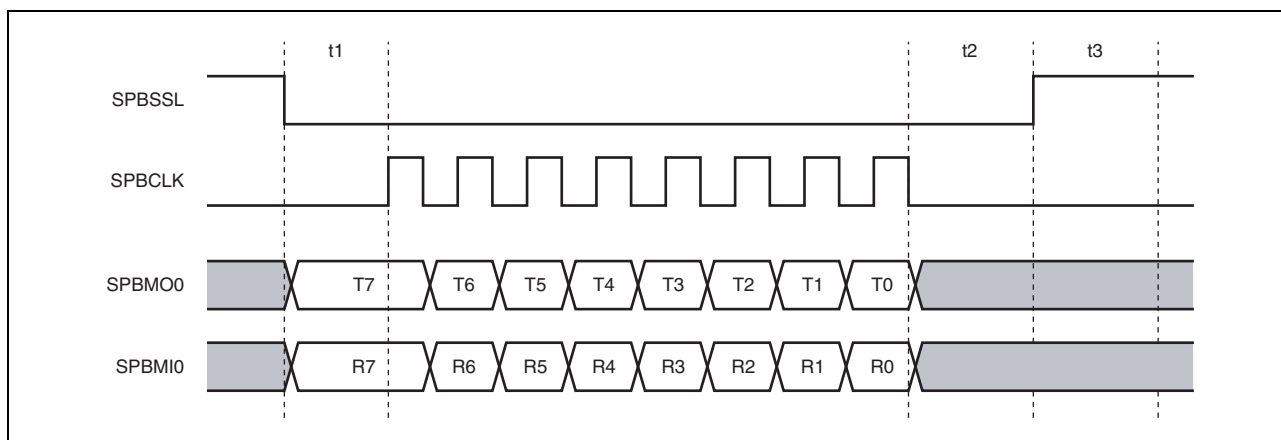 t1 t2 t3
SPBSSL
SPBCLK
SPBMO0 T7 T6 T5 T4 T3 T2 T1 T0
SPBMI0 R7 R6 R5 R4 R3 R2 R1 R0